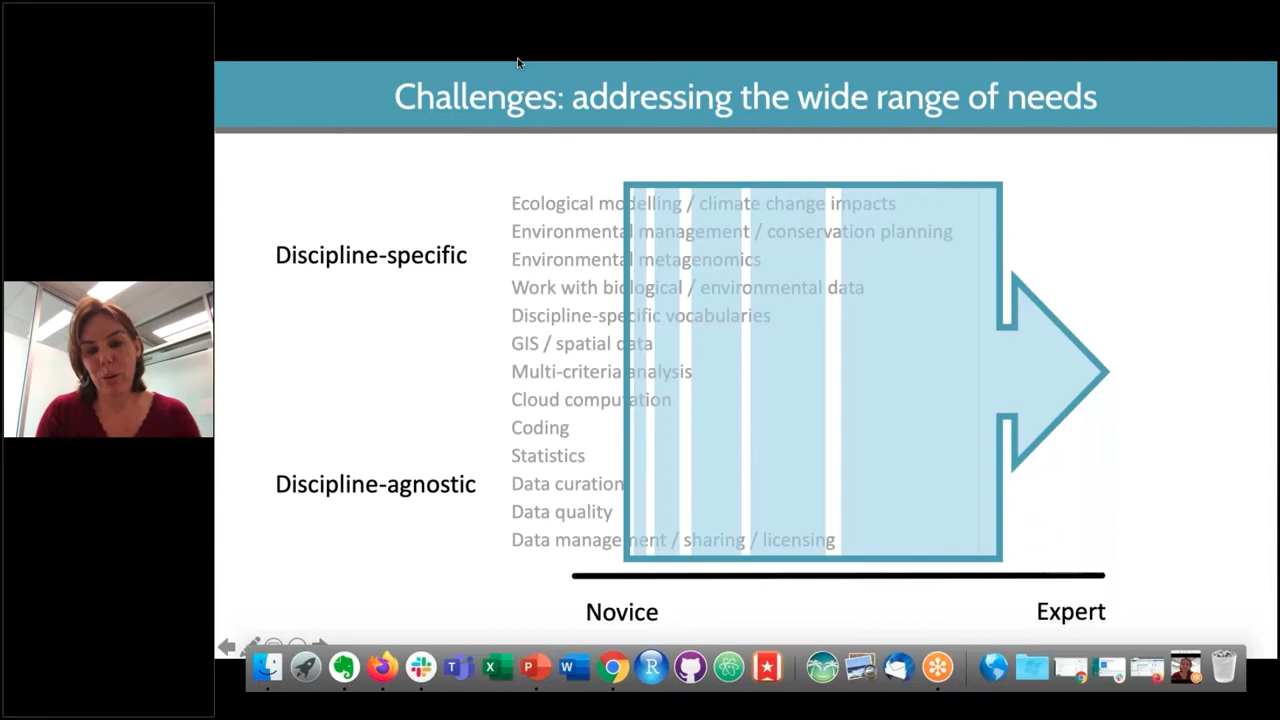 Challenges: addressing the wide range of needs
Discipline-specific
Ecological modelling / climate change impacts
Environmental management / conservation planning
Environmental metagenomics
Work with biological / environmental data
Discipline-specific vocabularies
GIS / spatial data
Multi-criteria analysis
Cloud computation
Coding
Statistics
Discipline-agnostic
Data curation
Data quality
Data management / sharing / licensing
Novice
Expert